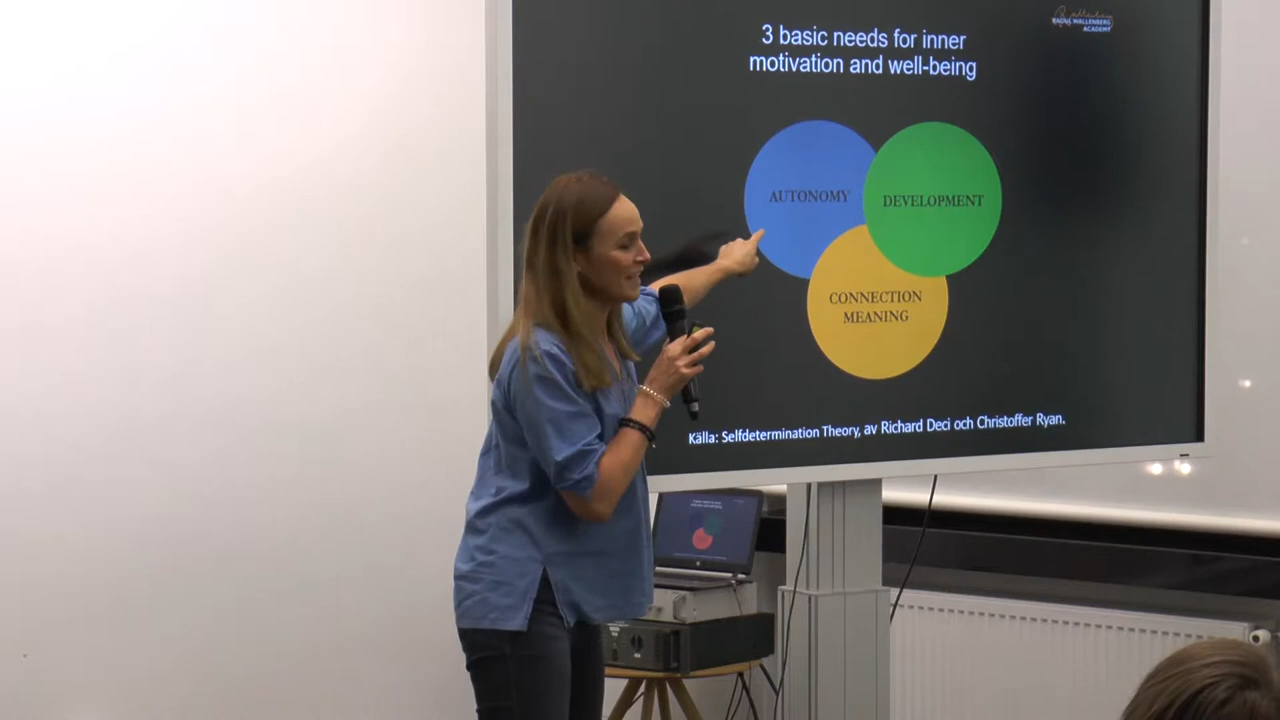 3 basic needs for inner
motivation and well-being
RAOUL WALLENBERG
ACADEMY
AUTONOMY
DEVELOPMENT
CONNECTION
MEANING
Källa: Selfdetermination Theory, av Richard Deci och Christoffer Ryan.